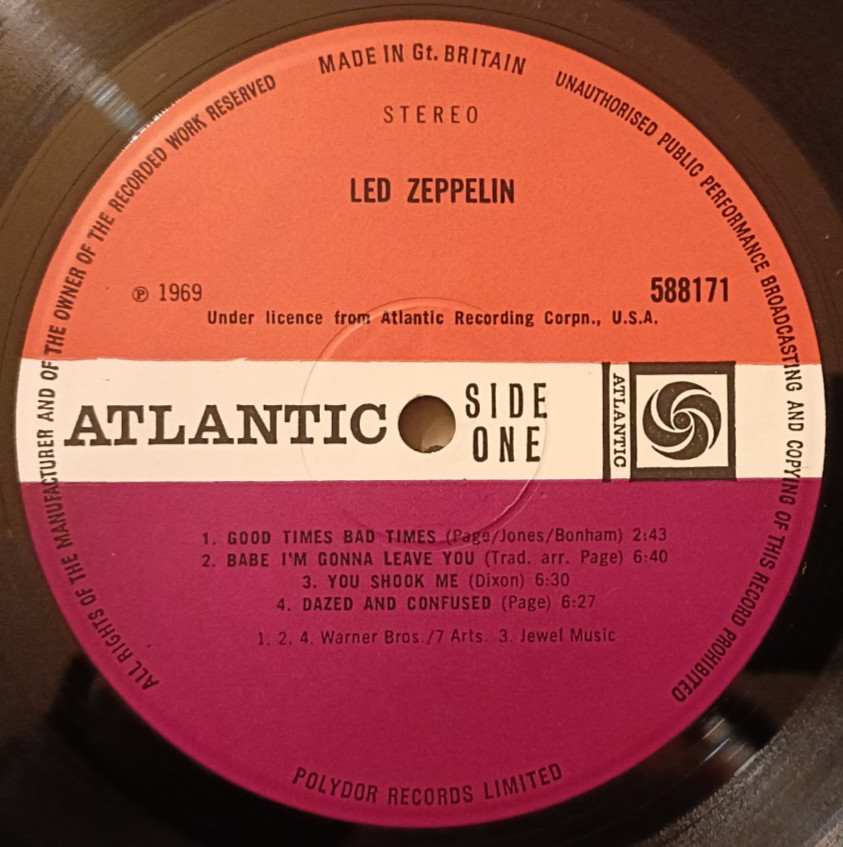 MADE IN Gt. BRITAIN
UNAUTHORISED PUBLIC PERFORMANCE BROADCASTING AND COPYING OF THIS RECORD PROHIBITED
ALL RIGHTS OF THE MANUFACTURER AND OF THE OWNER OF THE RECORDED WORK RESERVED
STEREO
LED ZEPPELIN
℗ 1969
588171
Under licence from Atlantic Recording Corpn., U.S.A.
ATLANTIC
SIDE
ONE
ATLANTIC
1. GOOD TIMES BAD TIMES (Page/Jones/Bonham) 2:43
2. BABE I'M GONNA LEAVE YOU (Trad. arr. Page) 6:40
3. YOU SHOOK ME (Dixon) 6:30
4. DAZED AND CONFUSED (Page) 6:27
1. 2. 4. Warner Bros./7 Arts. 3. Jewel Music
POLYDOR RECORDS LIMITED